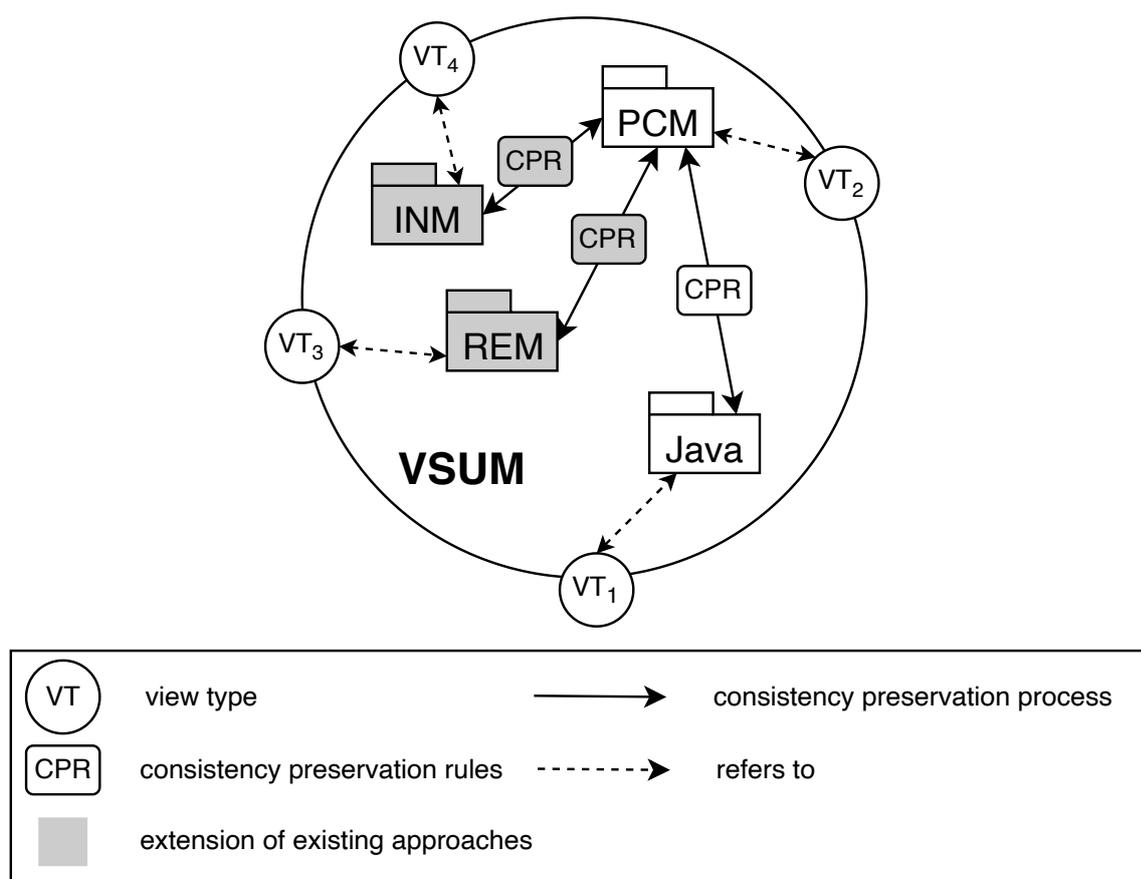 VT₄
PCM
CPR
VT₂
INM
CPR
CPR
VT₃
REM
Java
VSUM
VT₁
VT view type consistency preservation process
CPR consistency preservation rules refers to
extension of existing approaches